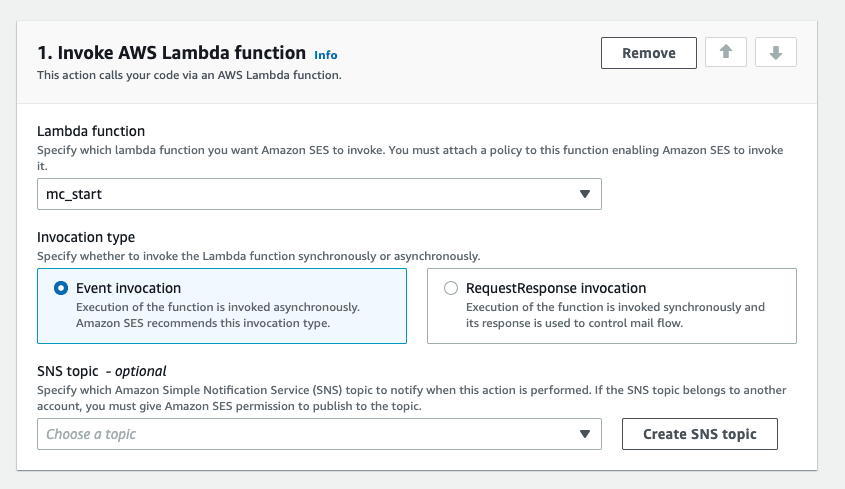 1. Invoke AWS Lambda function Info
Remove
This action calls your code via an AWS Lambda function.
Lambda function
Specify which lambda function you want Amazon SES to invoke. You must attach a policy to this function enabling Amazon SES to invoke
it.
mc_start
Invocation type
Specify whether to invoke the Lambda function synchronously or asynchronously.
Event invocation
Execution of the function is invoked asynchronously.
Amazon SES recommends this invocation type.
RequestResponse invocation
Execution of the function is invoked synchronously and
its response is used to control mail flow.
SNS topic - optional
Specify which Amazon Simple Notification Service (SNS) topic to notify when this action is performed. If the SNS topic belongs to another
account, you must give Amazon SES permission to publish to the topic.
Choose a topic
Create SNS topic